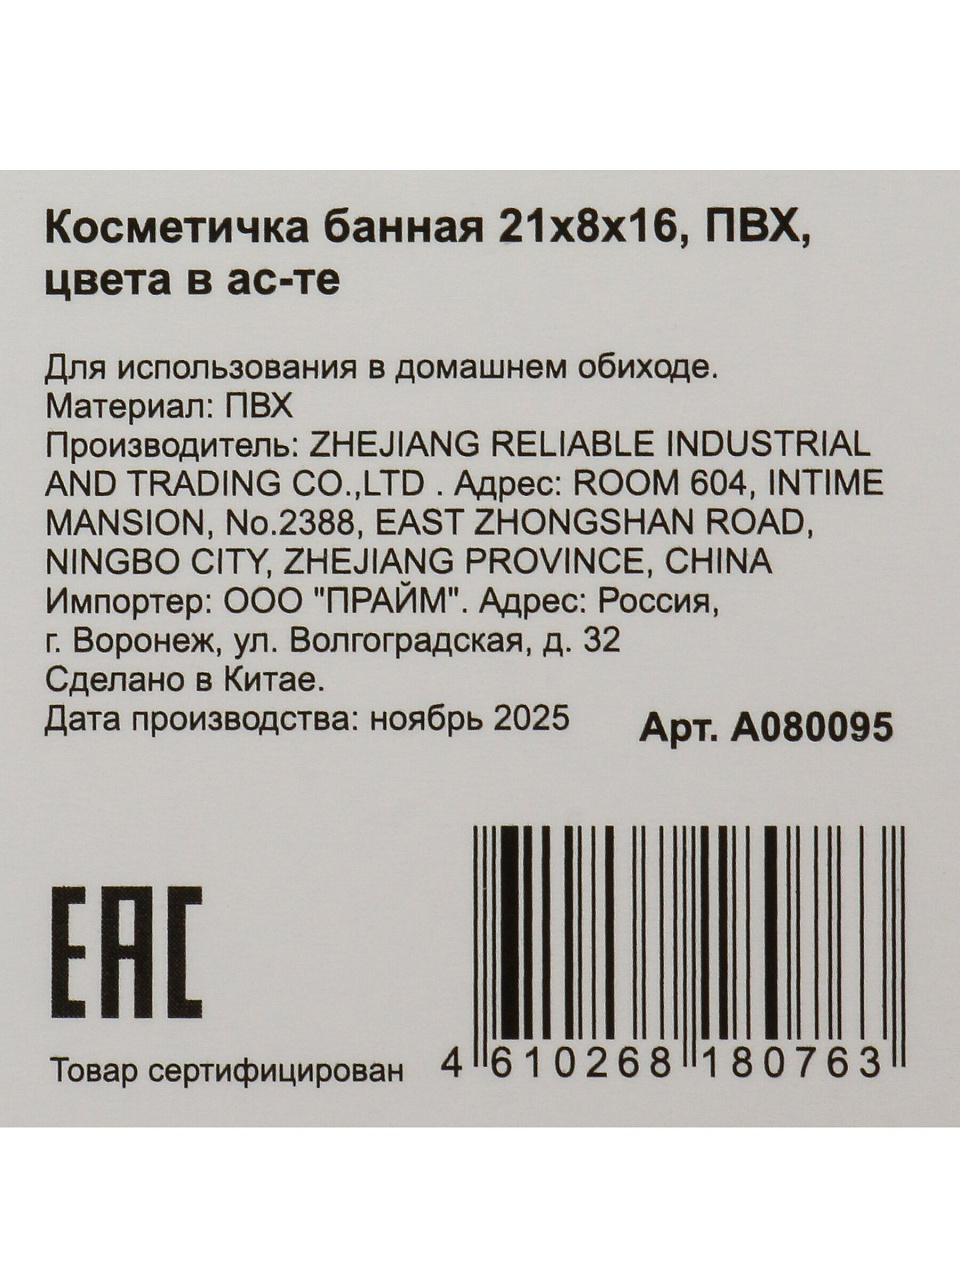 Косметичка банная 21х8х16, ПВХ,
цвета в ас-те
Для использования в домашнем обиходе.
Материал: ПВХ
Производитель: ZHEJIANG RELIABLE INDUSTRIAL
AND TRADING CO.,LTD . Адрес: ROOM 604, INTIME
MANSION, No.2388, EAST ZHONGSHAN ROAD,
NINGBO CITY, ZHEJIANG PROVINCE, CHINA
Импортер: ООО "ПРАЙМ". Адрес: Россия,
г. Воронеж, ул. Волгоградская, д. 32
Сделано в Китае.
Дата производства: ноябрь 2025
Арт. А080095
EAC
Товар сертифицирован
4 610268 180763